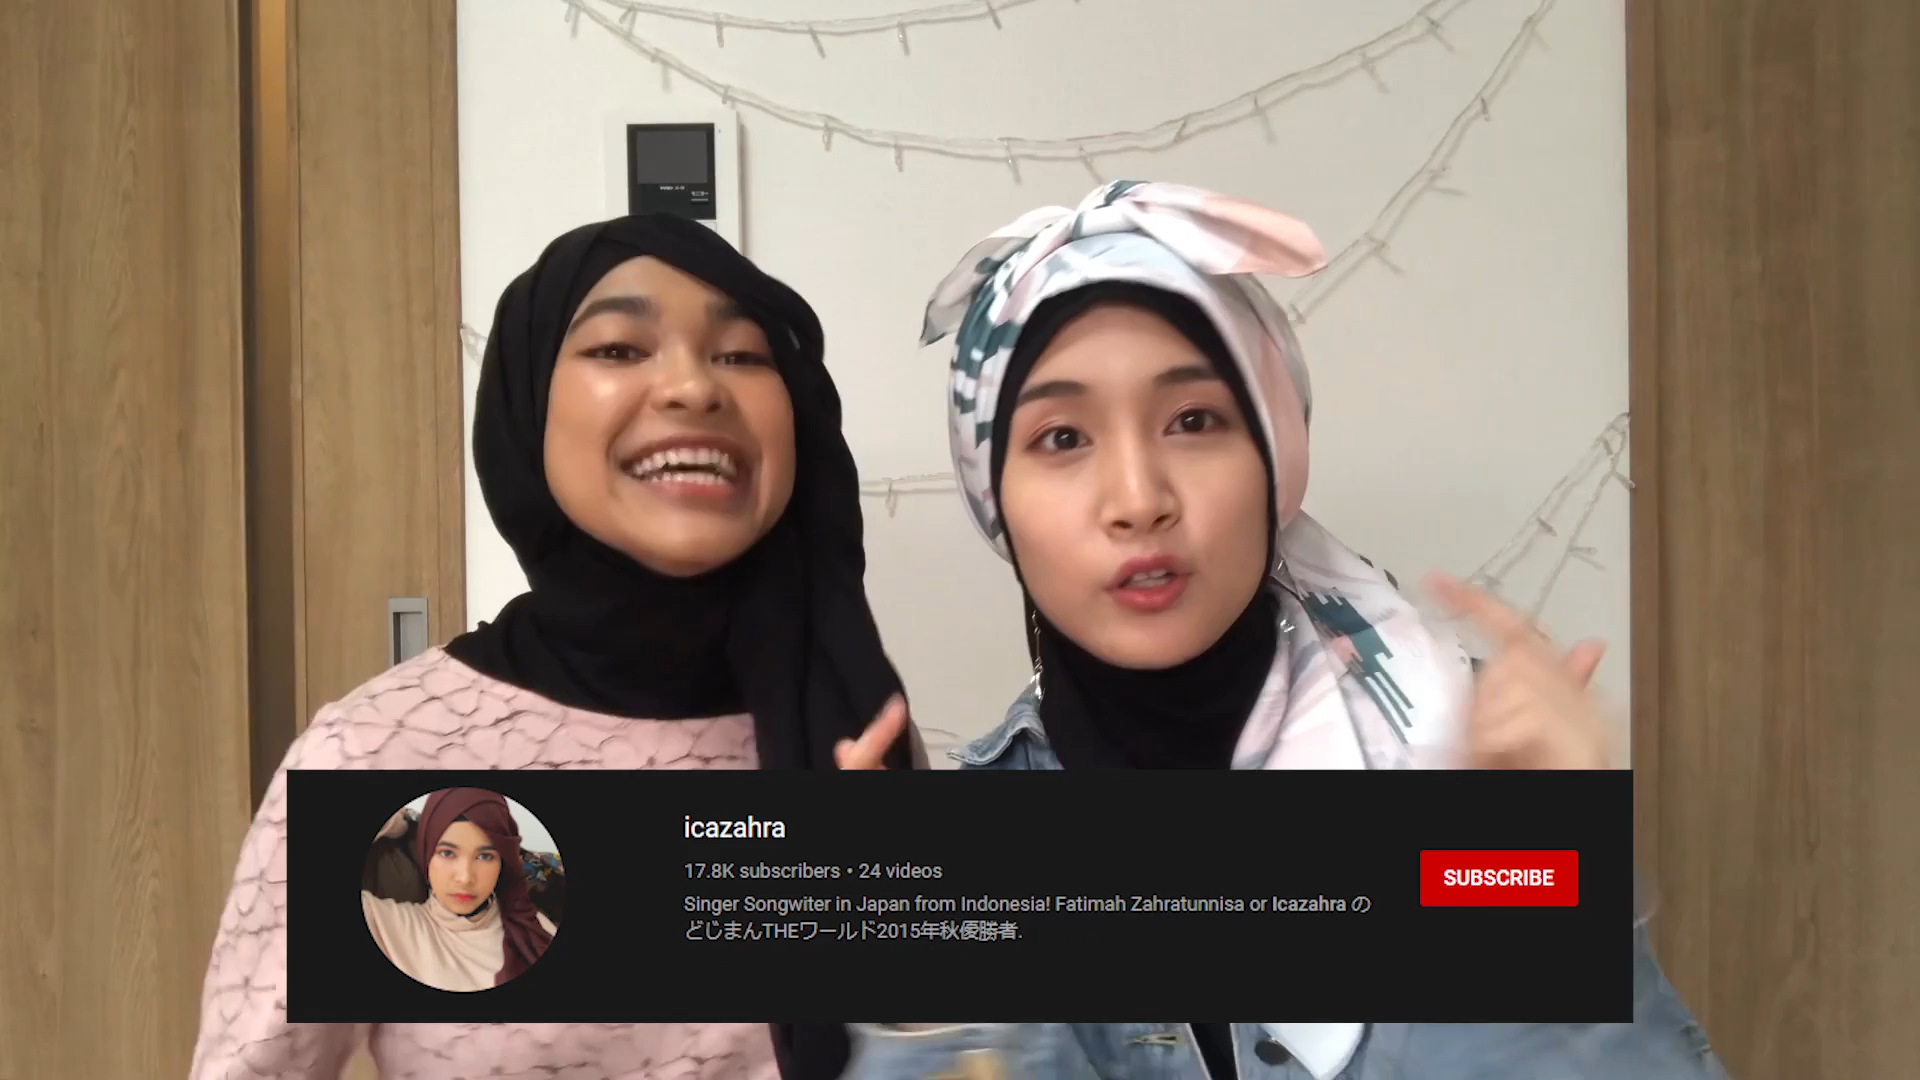 icazahra
17.8K subscribers • 24 videos
Singer Songwiter in Japan from Indonesia! Fatimah Zahratunnisa or Icazahra の
どじまんTHEワールド2015年秋優勝者.
SUBSCRIBE